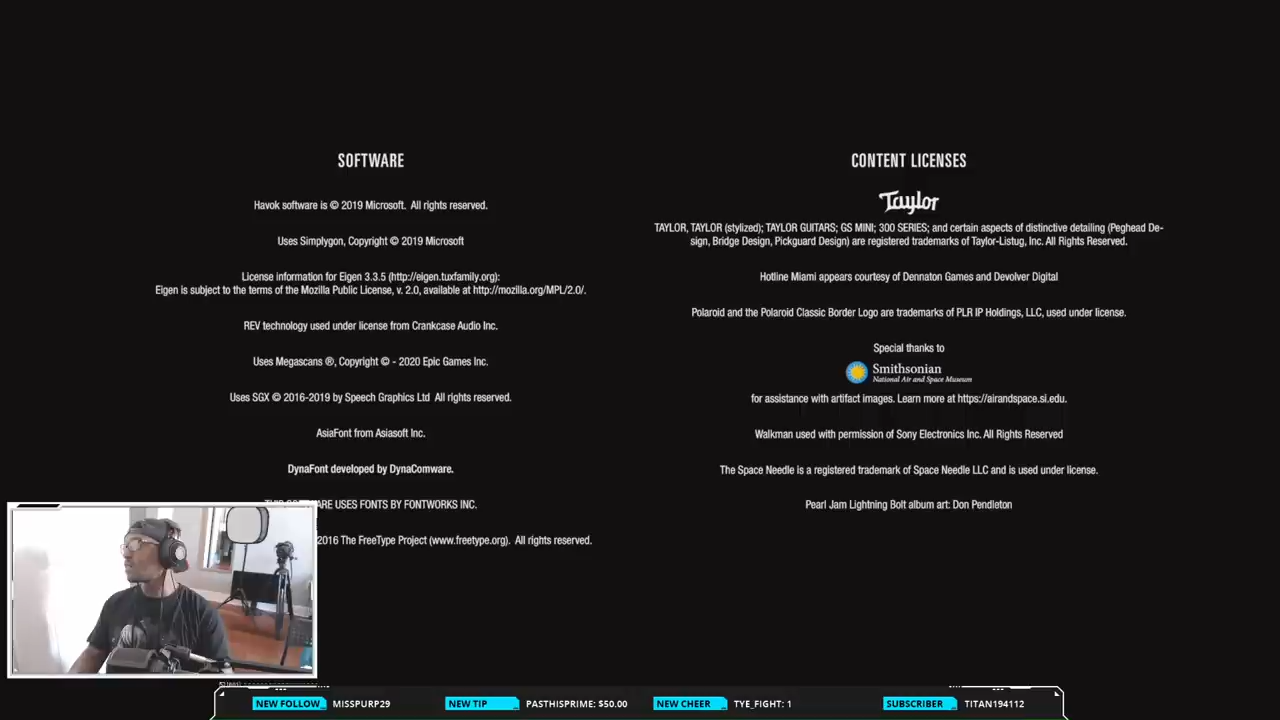 SOFTWARE
Havok software is © 2019 Microsoft. All rights reserved.
Uses Simplygon, Copyright © 2019 Microsoft
License information for Eigen 3.3.5 (http://eigen.tuxfamily.org):
Eigen is subject to the terms of the Mozilla Public License, v. 2.0, available at http://mozilla.org/MPL/2.0/.
REV technology used under license from Crankcase Audio Inc.
Uses Megascans ®, Copyright © - 2020 Epic Games Inc.
Uses SGX © 2016-2019 by Speech Graphics Ltd All rights reserved.
AsiaFont from Asiasoft Inc.
DynaFont developed by DynaComware.
USES FONTS BY FONTWORKS INC.
2016 The FreeType Project (www.freetype.org). All rights reserved.
CONTENT LICENSES
Taylor
TAYLOR, TAYLOR (stylized); TAYLOR GUITARS; GS MINI; 300 SERIES; and certain aspects of distinctive detailing (Peghead De-
sign, Bridge Design, Pickguard Design) are registered trademarks of Taylor-Listug, Inc. All Rights Reserved.
Hotline Miami appears courtesy of Dennaton Games and Devolver Digital
Polaroid and the Polaroid Classic Border Logo are trademarks of PLR IP Holdings, LLC, used under license.
Special thanks to
Smithsonian
National Air and Space Museum
for assistance with artifact images. Learn more at https://airandspace.si.edu.
Walkman used with permission of Sony Electronics Inc. All Rights Reserved
The Space Needle is a registered trademark of Space Needle LLC and is used under license.
Pearl Jam Lightning Bolt album art: Don Pendleton
NEW FOLLOW MISSPURP29 NEW TIP PASTHISPRIME: $50.00 NEW CHEER TYE_FIGHT: 1 SUBSCRIBER TITAN194112